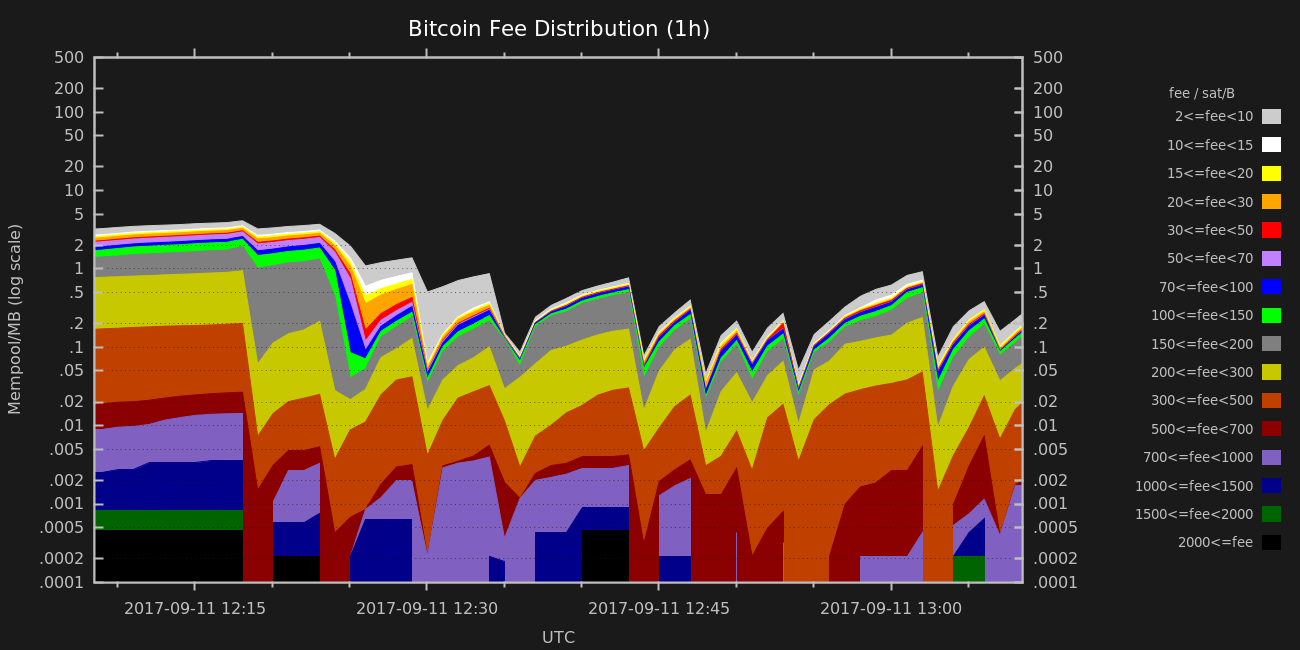 Bitcoin Fee Distribution (1h)
Mempool/MB (log scale)
500
200
100
50
20
10
5
2
1
.5
.2
.1
.05
.02
.01
.005
.002
.001
.0005
.0002
.0001
500
200
100
50
20
10
5
2
1
.5
.2
.1
.05
.02
.01
.005
.002
.001
.0005
.0002
.0001
fee / sat/B
2<=fee<10
10<=fee<15
15<=fee<20
20<=fee<30
30<=fee<50
50<=fee<70
70<=fee<100
100<=fee<150
150<=fee<200
200<=fee<300
300<=fee<500
500<=fee<700
700<=fee<1000
1000<=fee<1500
1500<=fee<2000
2000<=fee
2017-09-11 12:15
2017-09-11 12:30
2017-09-11 12:45
2017-09-11 13:00
UTC